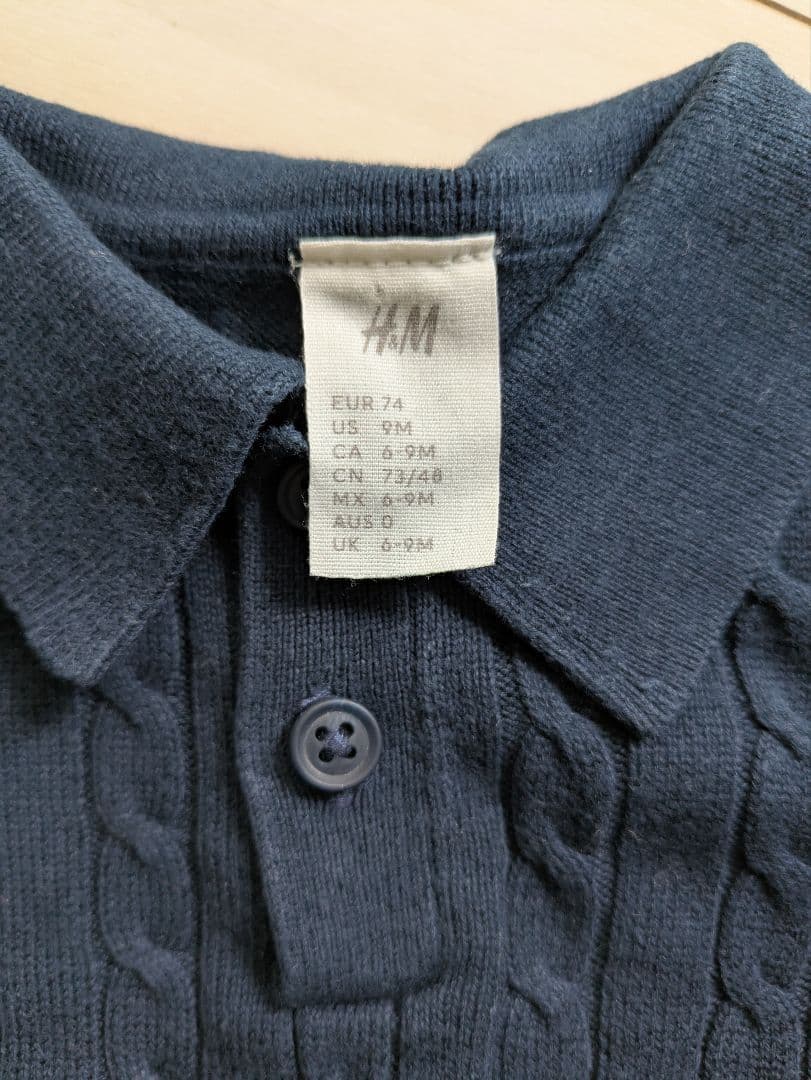 H&M
EUR 74
US 9M
CA 6-9M
CN 73/48
MX 6-9M
AUS 0
UK 6-9M